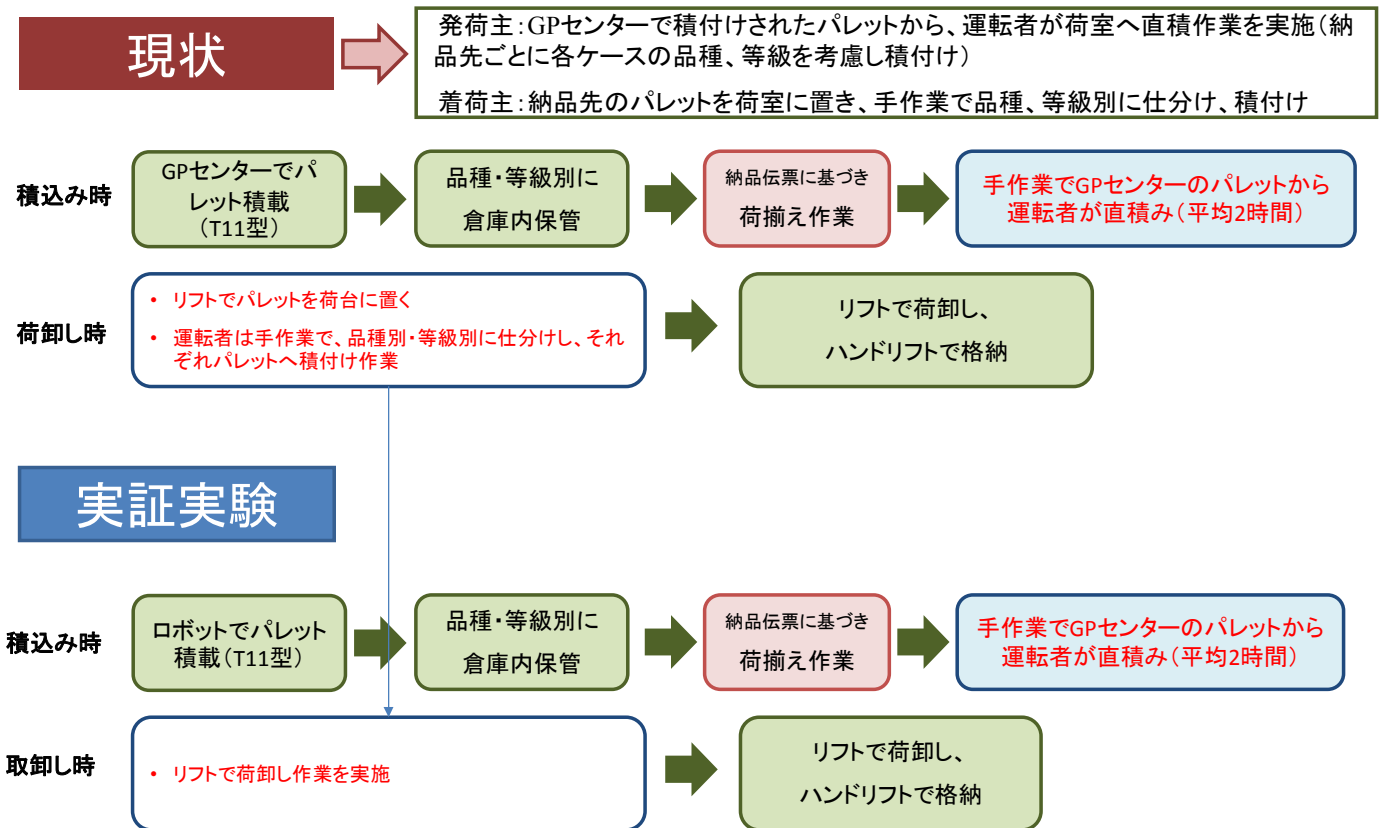 現状
発荷主：GPセンターで積付けされたパレットから、運転者が荷室へ直積作業を実施（納
品先ごとに各ケースの品種、等級を考慮し積付け）
着荷主：納品先のパレットを荷室に置き、手作業で品種、等級別に仕分け、積付け
積込み時
GPセンターでパ
レット積載
（T11型）
品種・等級別に
倉庫内保管
納品伝票に基づき
荷揃え作業
手作業でGPセンターのパレットから
運転者が直積み（平均2時間）
荷卸し時
• リフトでパレットを荷台に置く
• 運転者は手作業で、品種別・等級別に仕分けし、それ
ぞれパレットへ積付け作業
リフトで荷卸し、
ハンドリフトで格納
実証実験
積込み時
ロボットでパレット
積載（T11型）
品種・等級別に
倉庫内保管
納品伝票に基づき
荷揃え作業
手作業でGPセンターのパレットから
運転者が直積み（平均2時間）
取卸し時
• リフトで荷卸し作業を実施
リフトで荷卸し、
ハンドリフトで格納